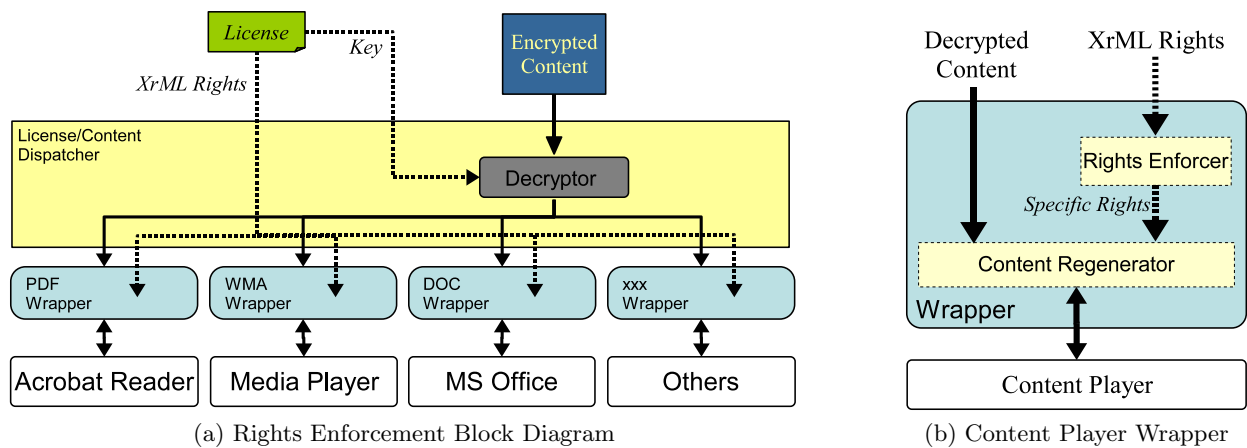 License
Key
XrML Rights
Encrypted
Content
License/Content
Dispatcher
Decryptor
PDF
Wrapper
WMA
Wrapper
DOC
Wrapper
xxx
Wrapper
Acrobat Reader
Media Player
MS Office
Others
(a) Rights Enforcement Block Diagram
Decrypted
Content
XrML Rights
Rights Enforcer
Specific Rights
Content Regenerator
Wrapper
Content Player
(b) Content Player Wrapper